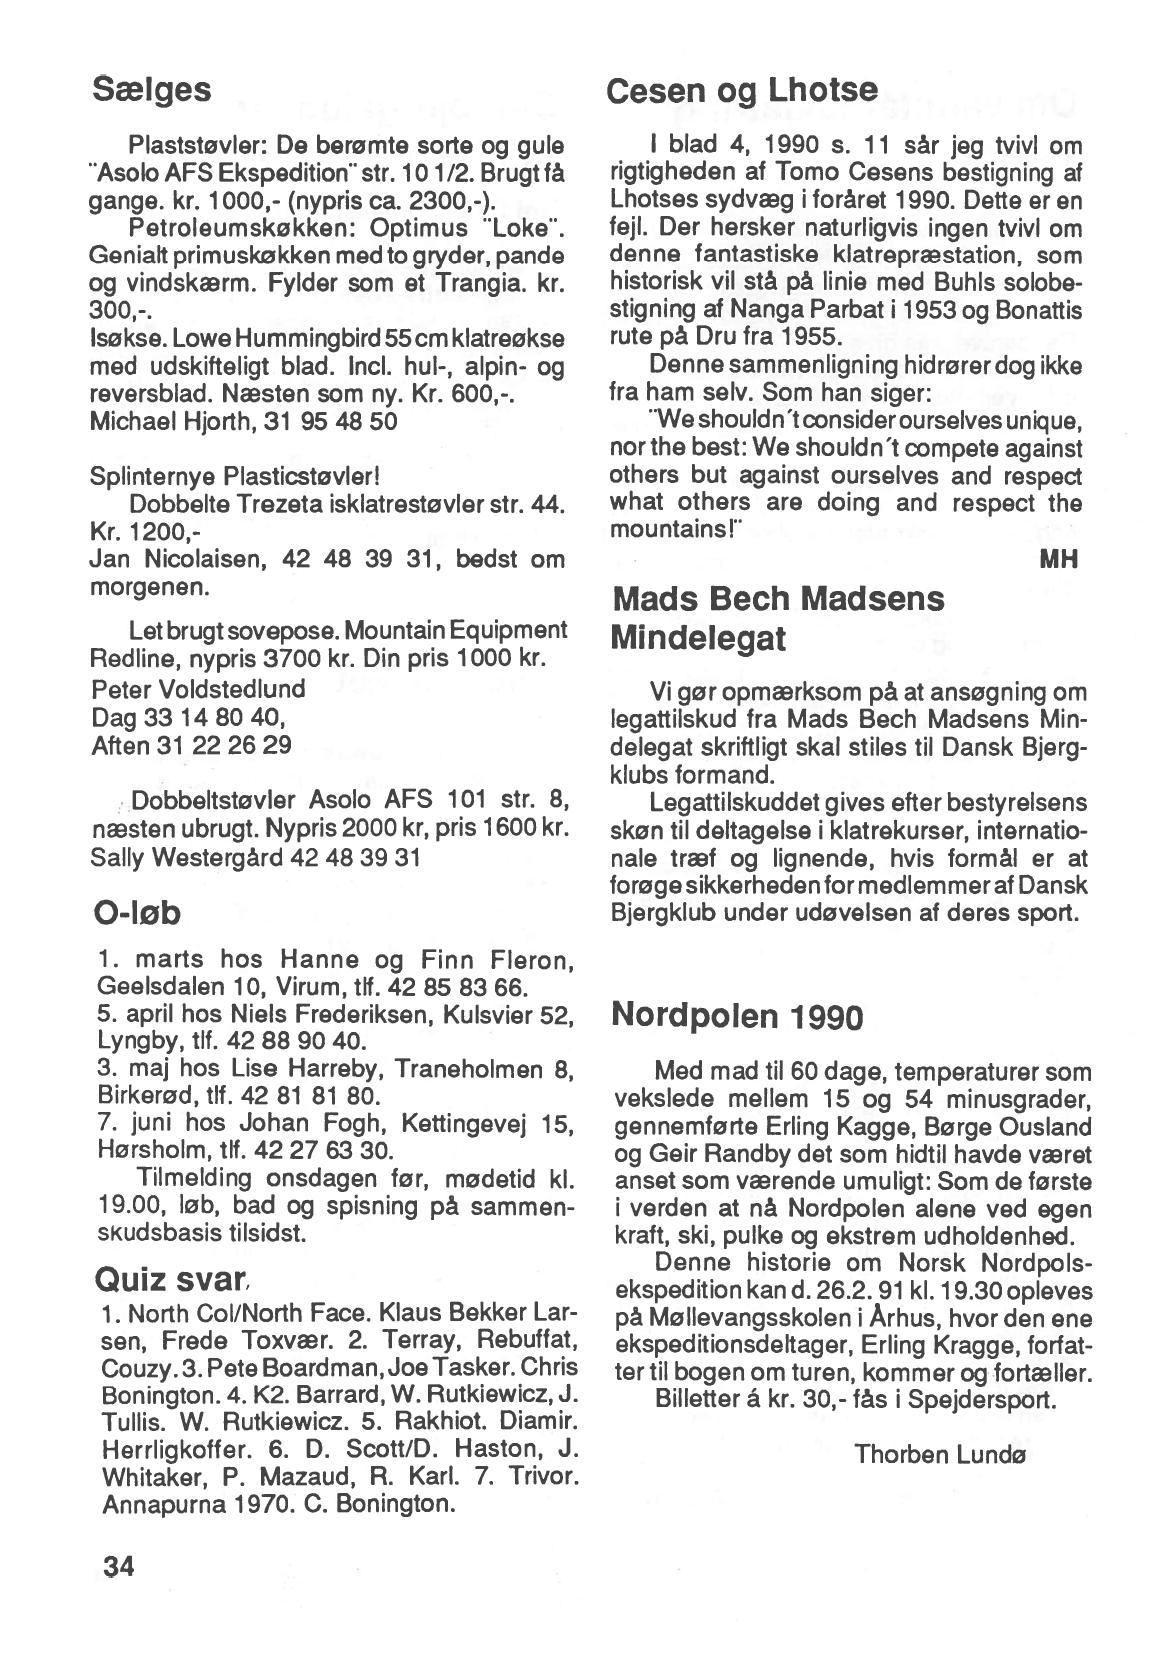 Sælges
Plaststøvler: De berømte sorte og gule
"Asolo AFS Ekspedition" str. 10 1/2. Brugt få
gange. kr. 1000,- (nypris ca. 2300,-).
Petroleumskøkken: Optimus "Loke".
Genialt primuskøkken med to gryder, pande
og vindskærm. Fylder som et Trangia. kr.
300,-.
Isøkse. Lowe Hummingbird 55 cm klatreøkse
med udskifteligt blad. Incl. hul-, alpin- og
reversblad. Næsten som ny. Kr. 600,-.
Michael Hjorth, 31 95 48 50
Splinternye Plasticstøvler!
Dobbelte Trezeta isklatrestøvler str. 44.
Kr. 1200,-
Jan Nicolaisen, 42 48 39 31, bedst om
morgenen.
Let brugt sovepose. Mountain Equipment
Redline, nypris 3700 kr. Din pris 1000 kr.
Peter Voldstedlund
Dag 33 14 80 40,
Aften 31 22 26 29
Dobbeltstøvler Asolo AFS 101 str. 8,
næsten ubrugt. Nypris 2000 kr, pris 1600 kr.
Sally Westergård 42 48 39 31
O-løb
1. marts hos Hanne og Finn Fleron,
Geelsdalen 10, Virum, tlf. 42 85 83 66.
5. april hos Niels Frederiksen, Kulsvier 52,
Lyngby, tlf. 42 88 90 40.
3. maj hos Lise Harreby, Traneholmen 8,
Birkerød, tlf. 42 81 81 80.
7. juni hos Johan Fogh, Kettingevej 15,
Hørsholm, tlf. 42 27 63 30.
Tilmelding onsdagen før, mødetid kl.
19.00, løb, bad og spisning på sammen-
skudsbasis tilsidst.
Quiz svar
1. North Col/North Face. Klaus Bekker Lar-
sen, Frede Toxvær. 2. Terray, Rebuffat,
Couzy. 3. Pete Boardman, Joe Tasker. Chris
Bonington. 4. K2. Barrard, W. Rutkiewicz, J.
Tullis. W. Rutkiewicz. 5. Rakhiot. Diamir.
Herrligkoffer. 6. D. Scott/D. Haston, J.
Whitaker, P. Mazaud, R. Karl. 7. Trivor.
Annapurna 1970. C. Bonington.
34
Cesen og Lhotse
I blad 4, 1990 s. 11 sår jeg tvivl om
rigtigheden af Tomo Cesens bestigning af
Lhotses sydvæg i foråret 1990. Dette er en
fejl. Der hersker naturligvis ingen tvivl om
denne fantastiske klatrepræstation, som
historisk vil stå på linie med Buhls solobe-
stigning af Nanga Parbat i 1953 og Bonattis
rute på Dru fra 1955.
Denne sammenligning hidrører dog ikke
fra ham selv. Som han siger:
"We shouldn´t consider ourselves unique,
nor the best: We shouldn´t compete against
others but against ourselves and respect
what others are doing and respect the
mountains!"
MH
Mads Bech Madsens
Mindelegat
Vi gør opmærksom på at ansøgning om
legattilskud fra Mads Bech Madsens Min-
delegat skriftligt skal stiles til Dansk Bjerg-
klubs formand.
Legattilskuddet gives efter bestyrelsens
skøn til deltagelse i klatrekurser, internatio-
nale træf og lignende, hvis formål er at
forøge sikkerheden for medlemmer af Dansk
Bjergklub under udøvelsen af deres sport.
Nordpolen 1990
Med mad til 60 dage, temperaturer som
vekslede mellem 15 og 54 minusgrader,
gennemførte Erling Kagge, Børge Ousland
og Geir Randby det som hidtil havde været
anset som værende umuligt: Som de første
i verden at nå Nordpolen alene ved egen
kraft, ski, pulke og ekstrem udholdenhed.
Denne historie om Norsk Nordpols-
ekspedition kan d. 26.2. 91 kl. 19.30 opleves
på Møllevangsskolen i Århus, hvor den ene
ekspeditionsdeltager, Erling Kragge, forfat-
ter til bogen om turen, kommer og fortæller.
Billetter á kr. 30,- fås i Spejdersport.
Thorben Lundø